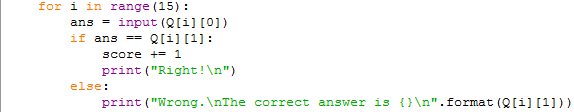 for i in range(15):
    ans = input(Q[i][0])
    if ans == Q[i][1]:
        score += 1
        print("Right!\n")
    else:
        print("Wrong.\nThe correct answer is {}\n".format(Q[i][1]))